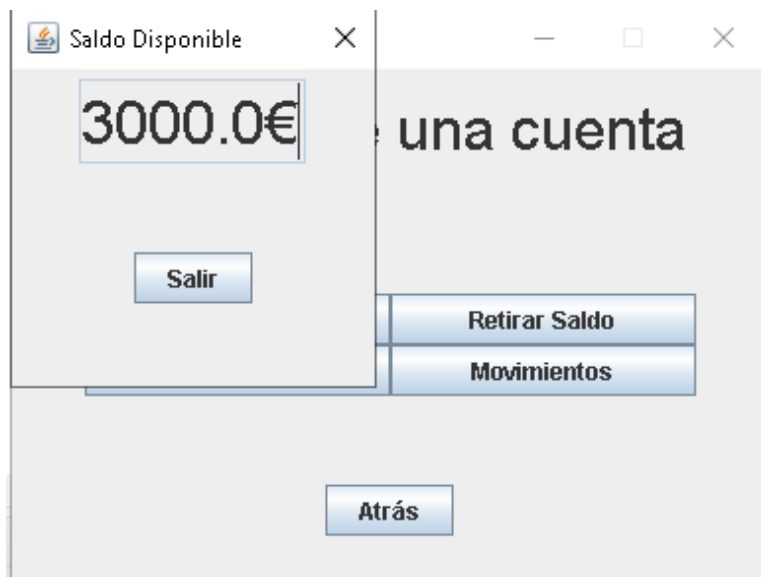 Saldo Disponible
3000.0€
una cuenta
Salir
Retirar Saldo
Movimientos
Atrás